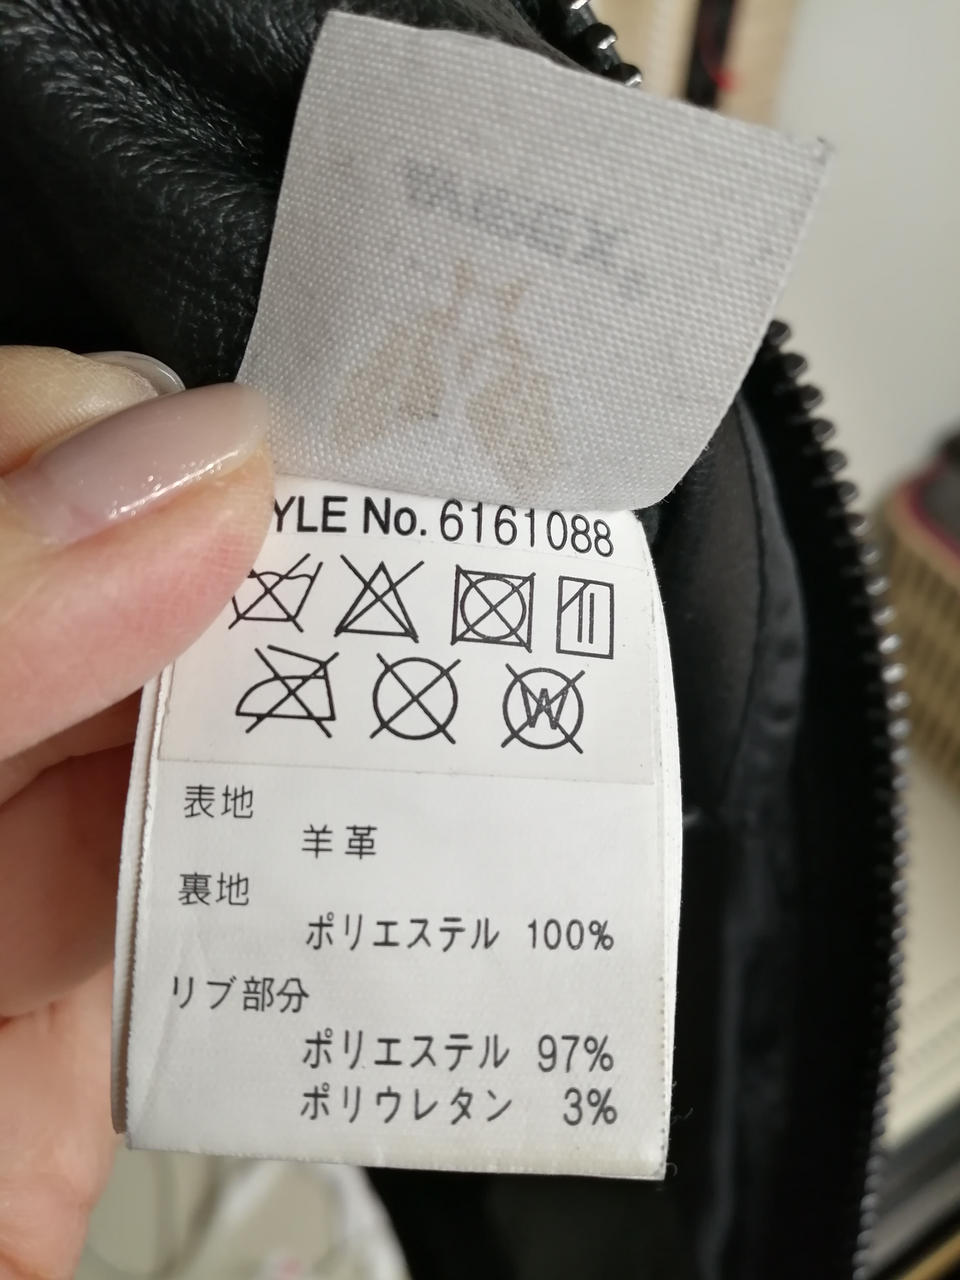 YLE No. 6161088
W
表地
羊革
裏地
ポリエステル 100%
リブ部分
ポリエステル 97%
ポリウレタン 3%